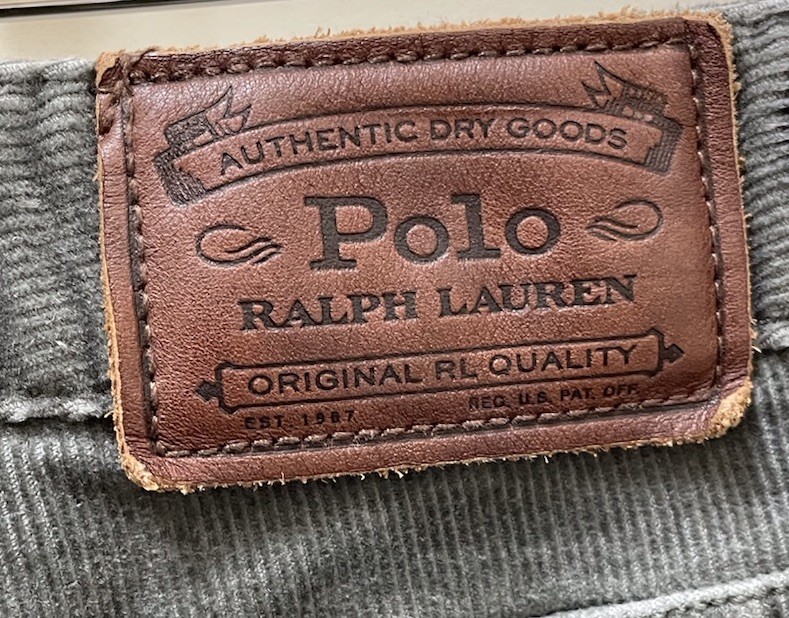 AUTHENTIC DRY GOODS
Polo
RALPH LAUREN
ORIGINAL RL QUALITY
EST. 1967 REG. U.S. PAT. OFF.